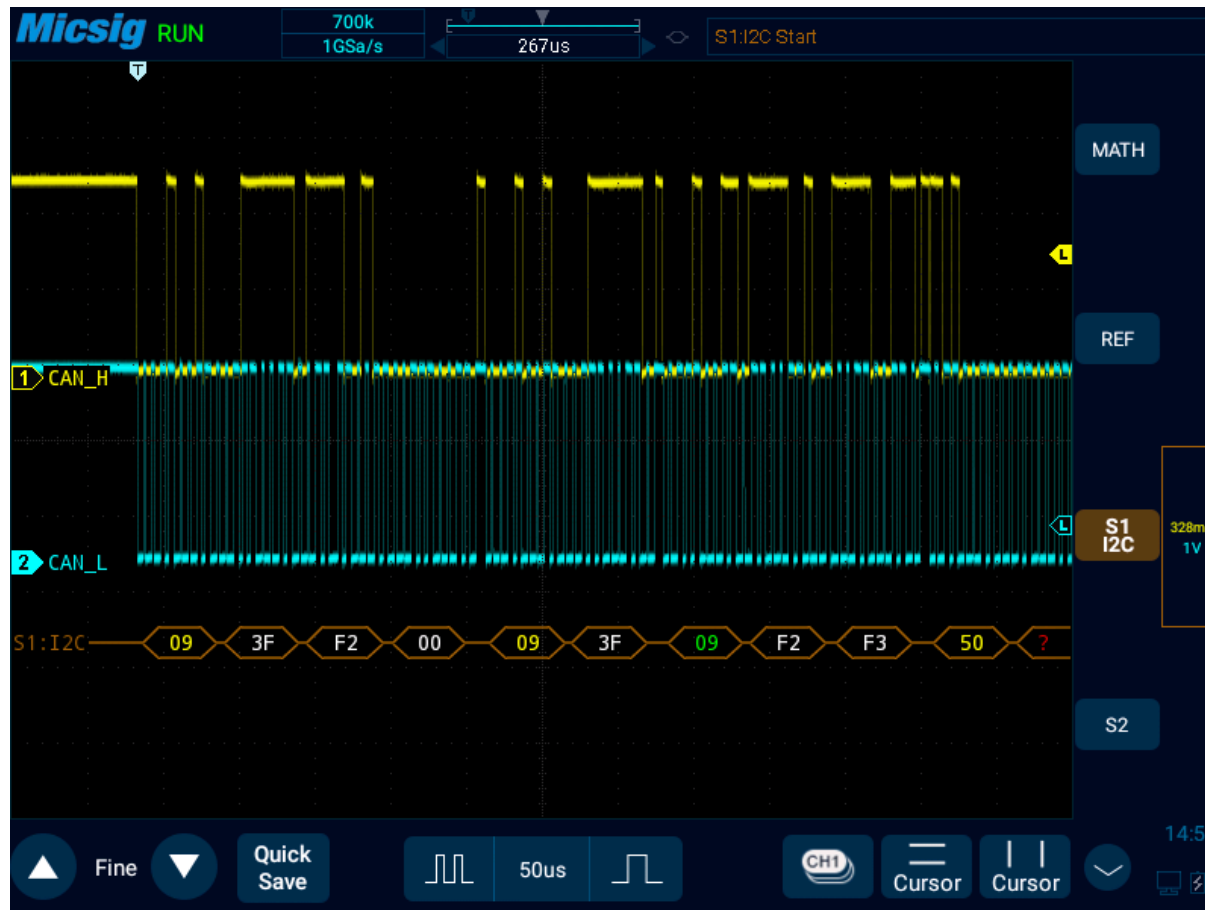 Micsig RUN 700k 1GSa/s 267us S1:I2C Start
T
MATH
L
REF
1 CAN_H
L
S1 I2C
328m
1V
2 CAN_L
S1:I2C 09 3F F2 00 09 3F 09 F2 F3 50 ?
S2
14:5
Fine Quick Save 50us CH1 Cursor Cursor